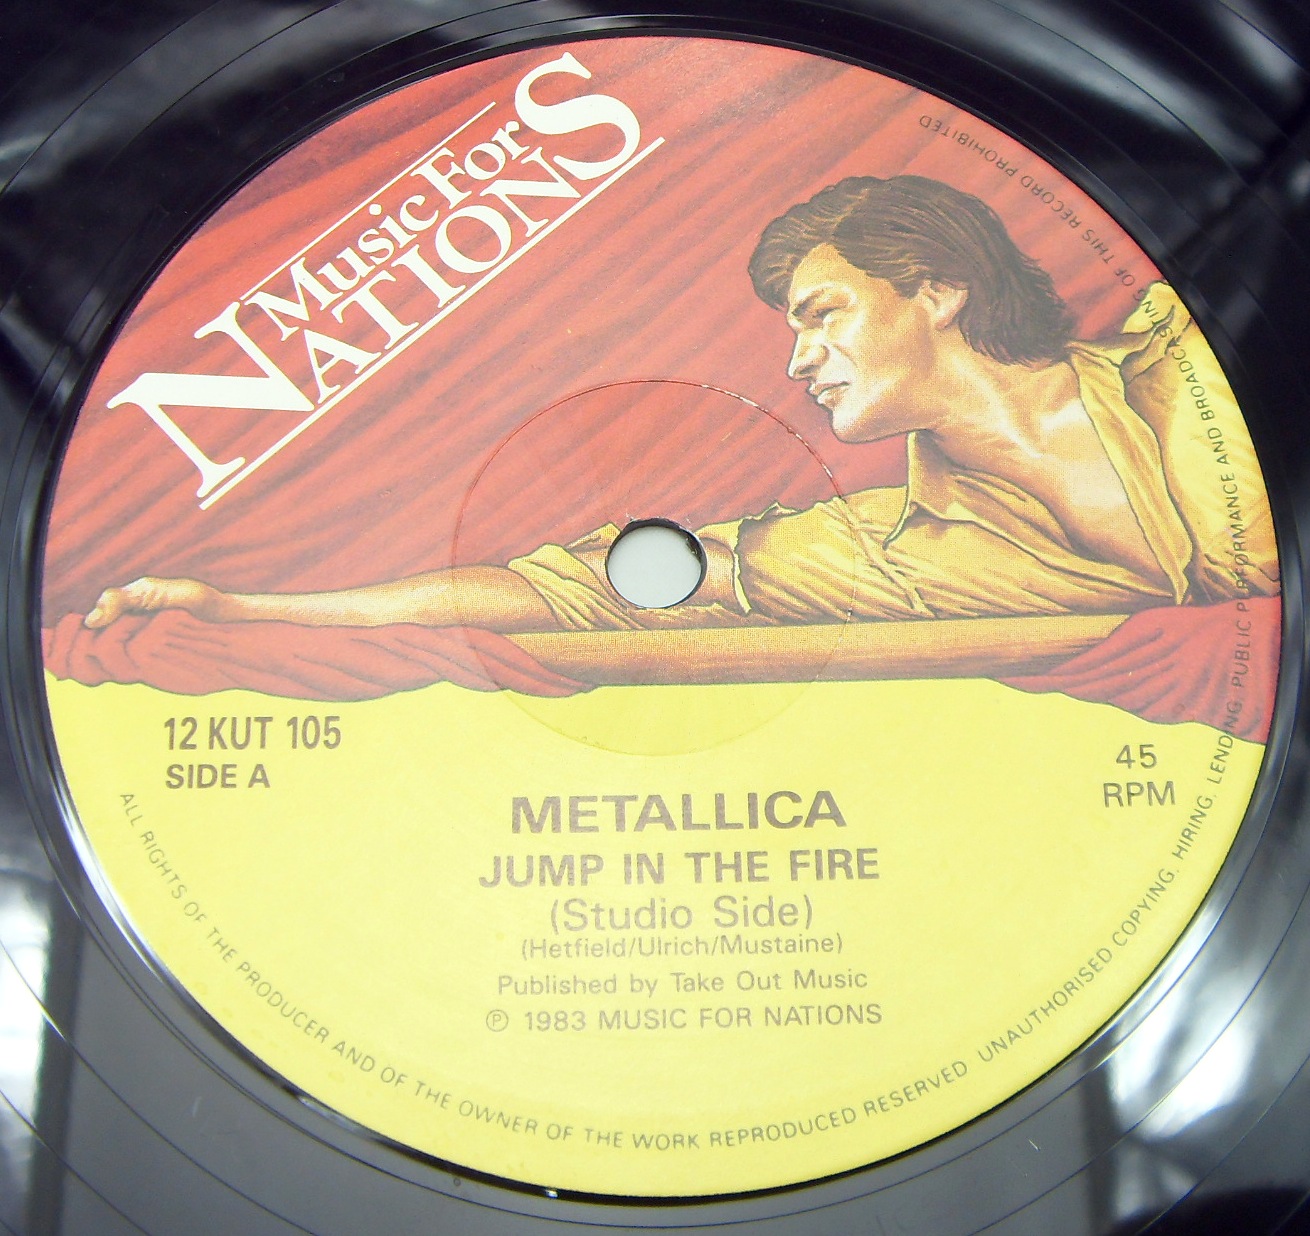 Music For
NATIONS
12 KUT 105
SIDE A
45
RPM
METALLICA
JUMP IN THE FIRE
(Studio Side)
(Hetfield/Ulrich/Mustaine)
Published by Take Out Music
℗ 1983 MUSIC FOR NATIONS
ALL RIGHTS OF THE PRODUCER AND OF THE OWNER OF THE WORK REPRODUCED RESERVED UNAUTHORISED COPYING, HIRING, LENDING, PUBLIC PERFORMANCE AND BROADCASTING OF THIS RECORD PROHIBITED